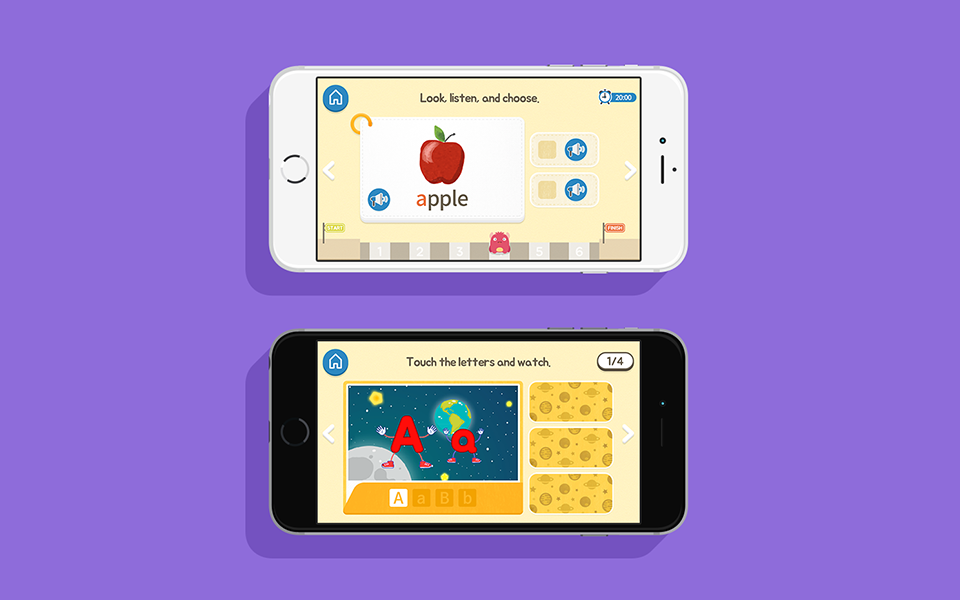 Look, listen, and choose.
20:00
apple
START
FINISH
1 2 3 5 6
Touch the letters and watch.
1/4
A a
A a B b